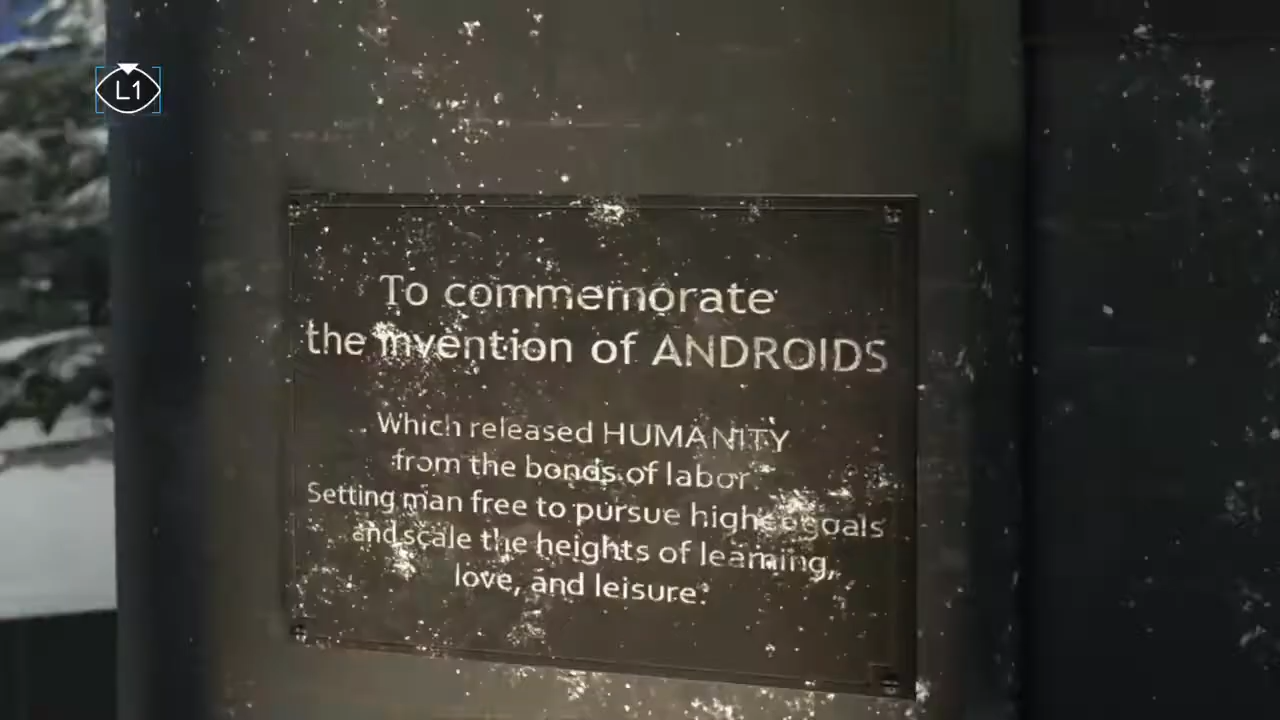 L1
To commemorate
the invention of ANDROIDS
Which released HUMANITY
from the bonds of labor.
Setting man free to pursue higher goals
and scale the heights of learning,
love, and leisure.